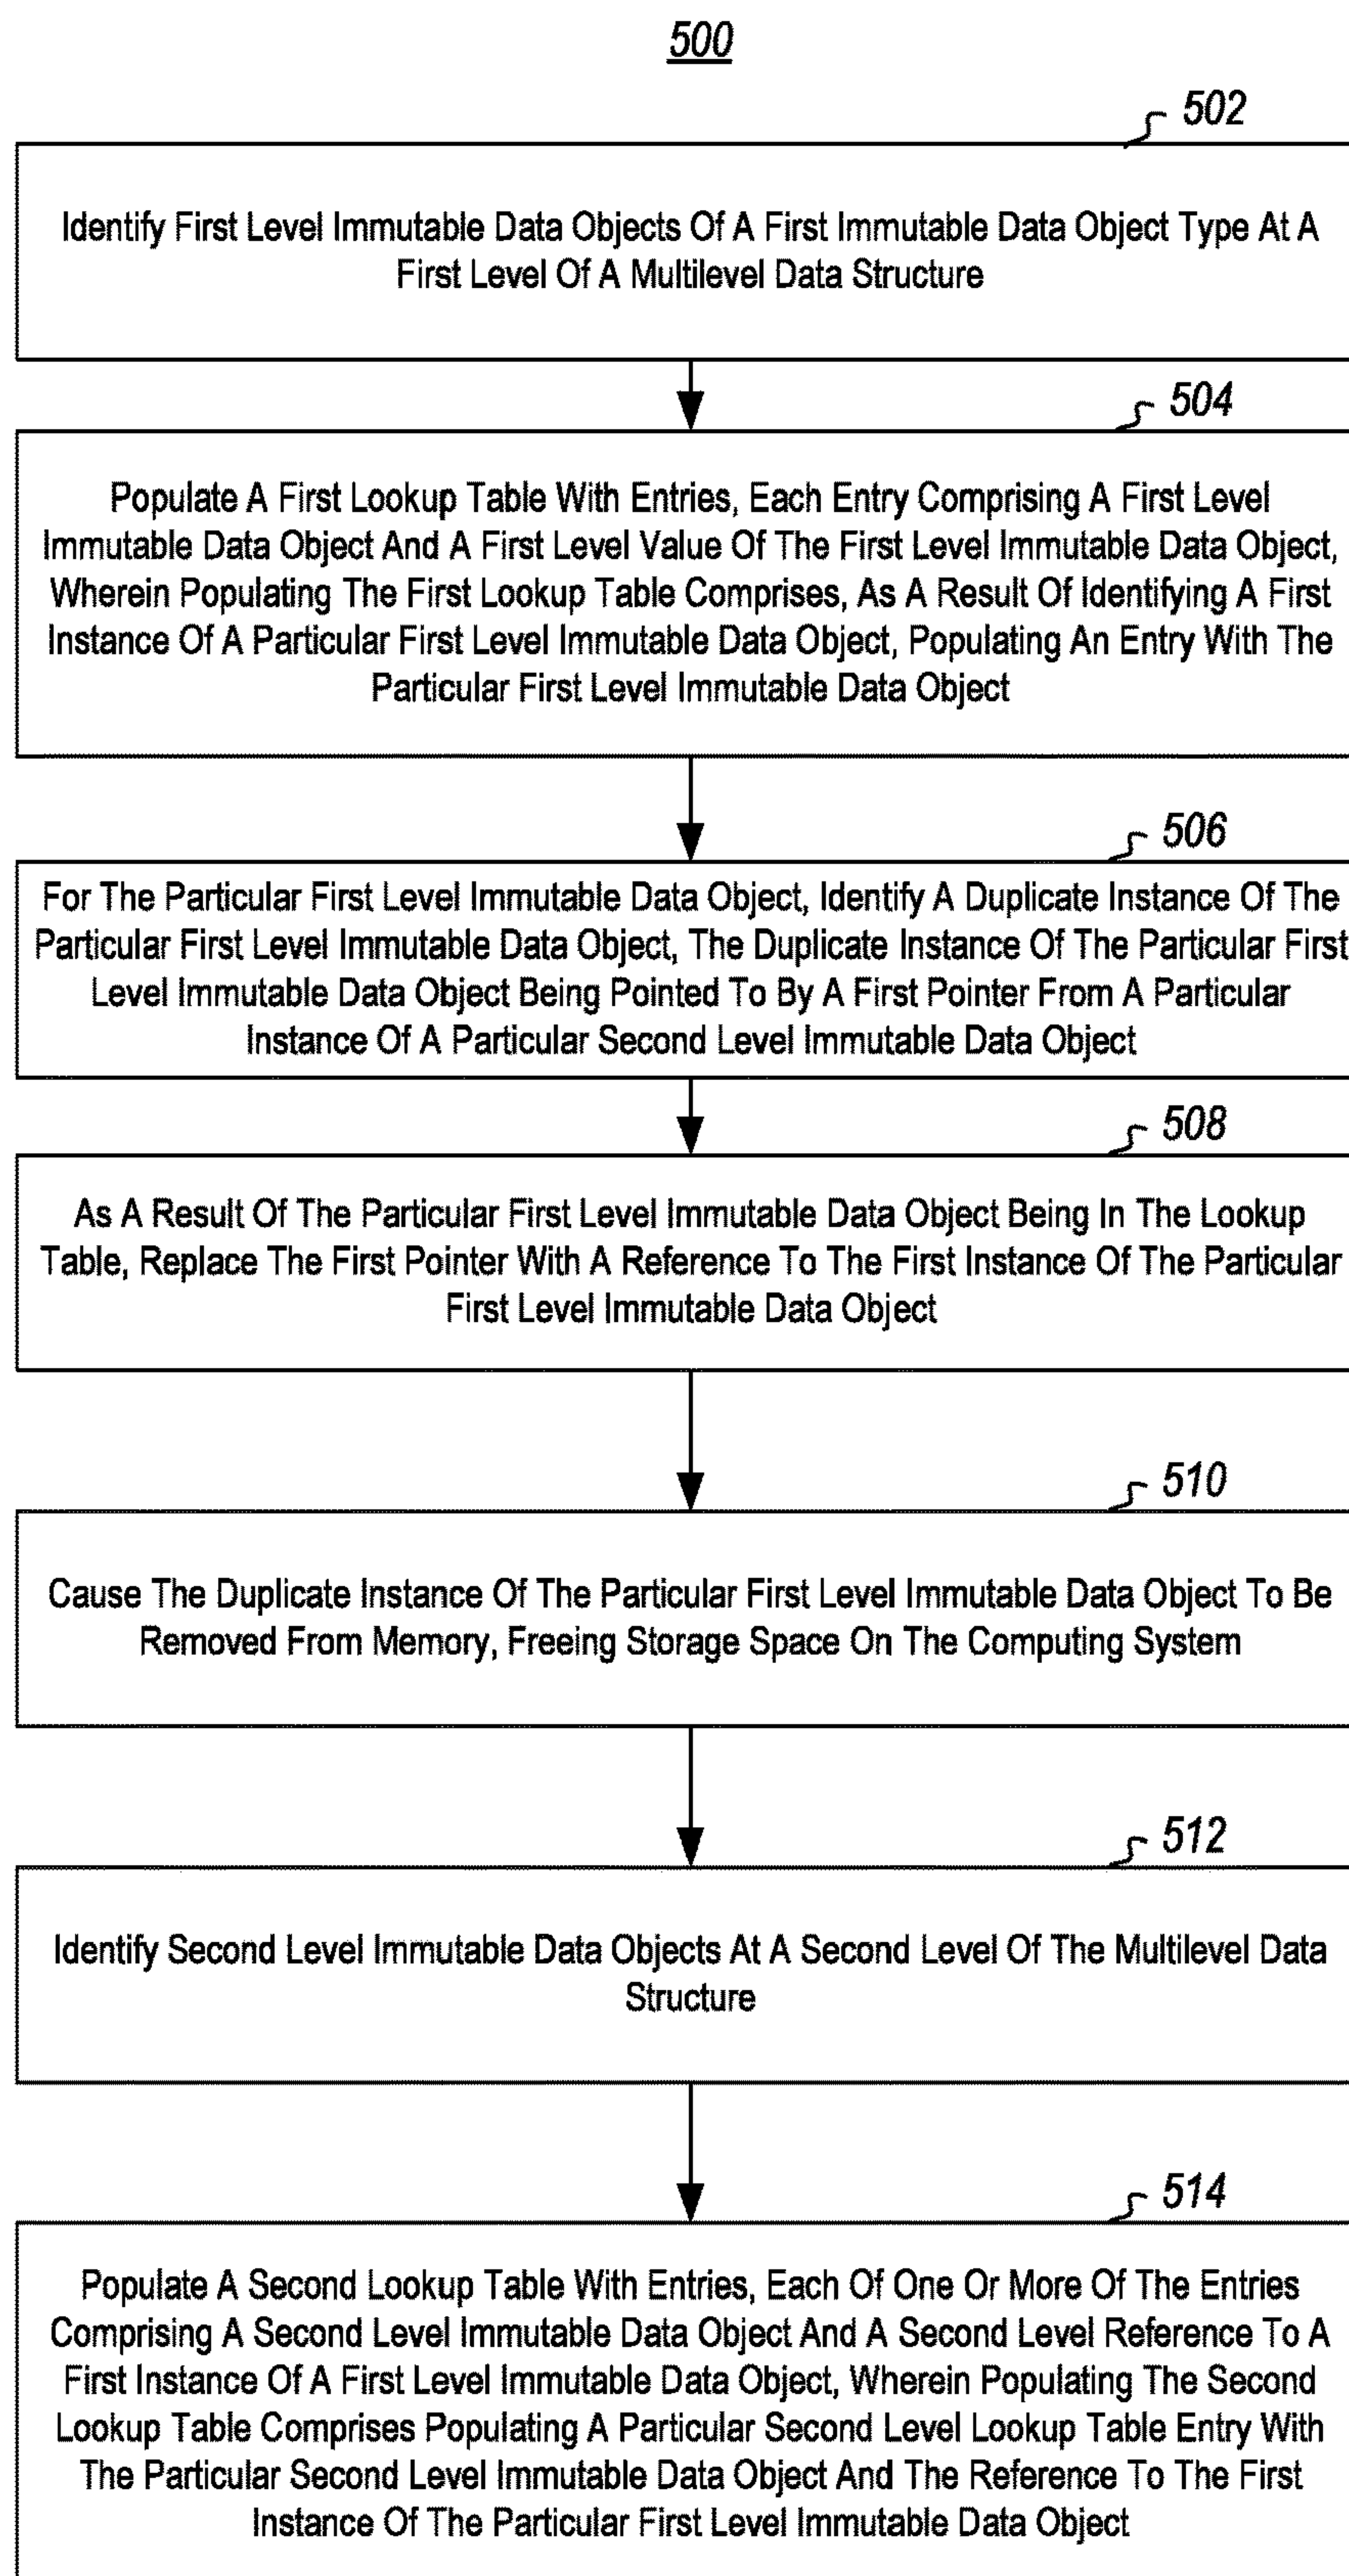 500
502
Identify First Level Immutable Data Objects Of A First Immutable Data Object Type At A
First Level Of A Multilevel Data Structure
504
Populate A First Lookup Table With Entries, Each Entry Comprising A First Level
Immutable Data Object And A First Level Value Of The First Level Immutable Data Object,
Wherein Populating The First Lookup Table Comprises, As A Result Of Identifying A First
Instance Of A Particular First Level Immutable Data Object, Populating An Entry With The
Particular First Level Immutable Data Object
506
For The Particular First Level Immutable Data Object, Identify A Duplicate Instance Of The
Particular First Level Immutable Data Object, The Duplicate Instance Of The Particular First
Level Immutable Data Object Being Pointed To By A First Pointer From A Particular
Instance Of A Particular Second Level Immutable Data Object
508
As A Result Of The Particular First Level Immutable Data Object Being In The Lookup
Table, Replace The First Pointer With A Reference To The First Instance Of The Particular
First Level Immutable Data Object
510
Cause The Duplicate Instance Of The Particular First Level Immutable Data Object To Be
Removed From Memory, Freeing Storage Space On The Computing System
512
Identify Second Level Immutable Data Objects At A Second Level Of The Multilevel Data
Structure
514
Populate A Second Lookup Table With Entries, Each Of One Or More Of The Entries
Comprising A Second Level Immutable Data Object And A Second Level Reference To A
First Instance Of A First Level Immutable Data Object, Wherein Populating The Second
Lookup Table Comprises Populating A Particular Second Level Lookup Table Entry With
The Particular Second Level Immutable Data Object And The Reference To The First
Instance Of The Particular First Level Immutable Data Object